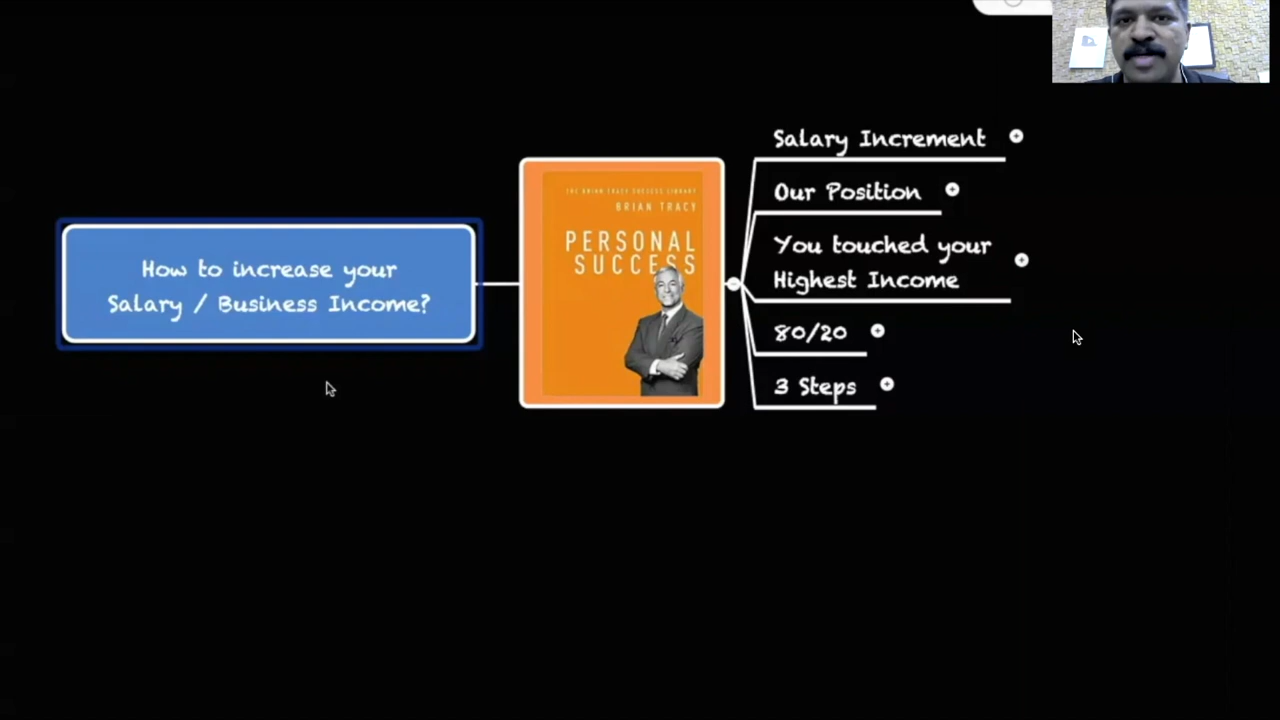 How to increase your
Salary / Business Income?
THE BRIAN TRACY SUCCESS LIBRARY
BRIAN TRACY
PERSONAL
SUCCESS
Salary Increment
Our Position
You touched your
Highest Income
80/20
3 Steps